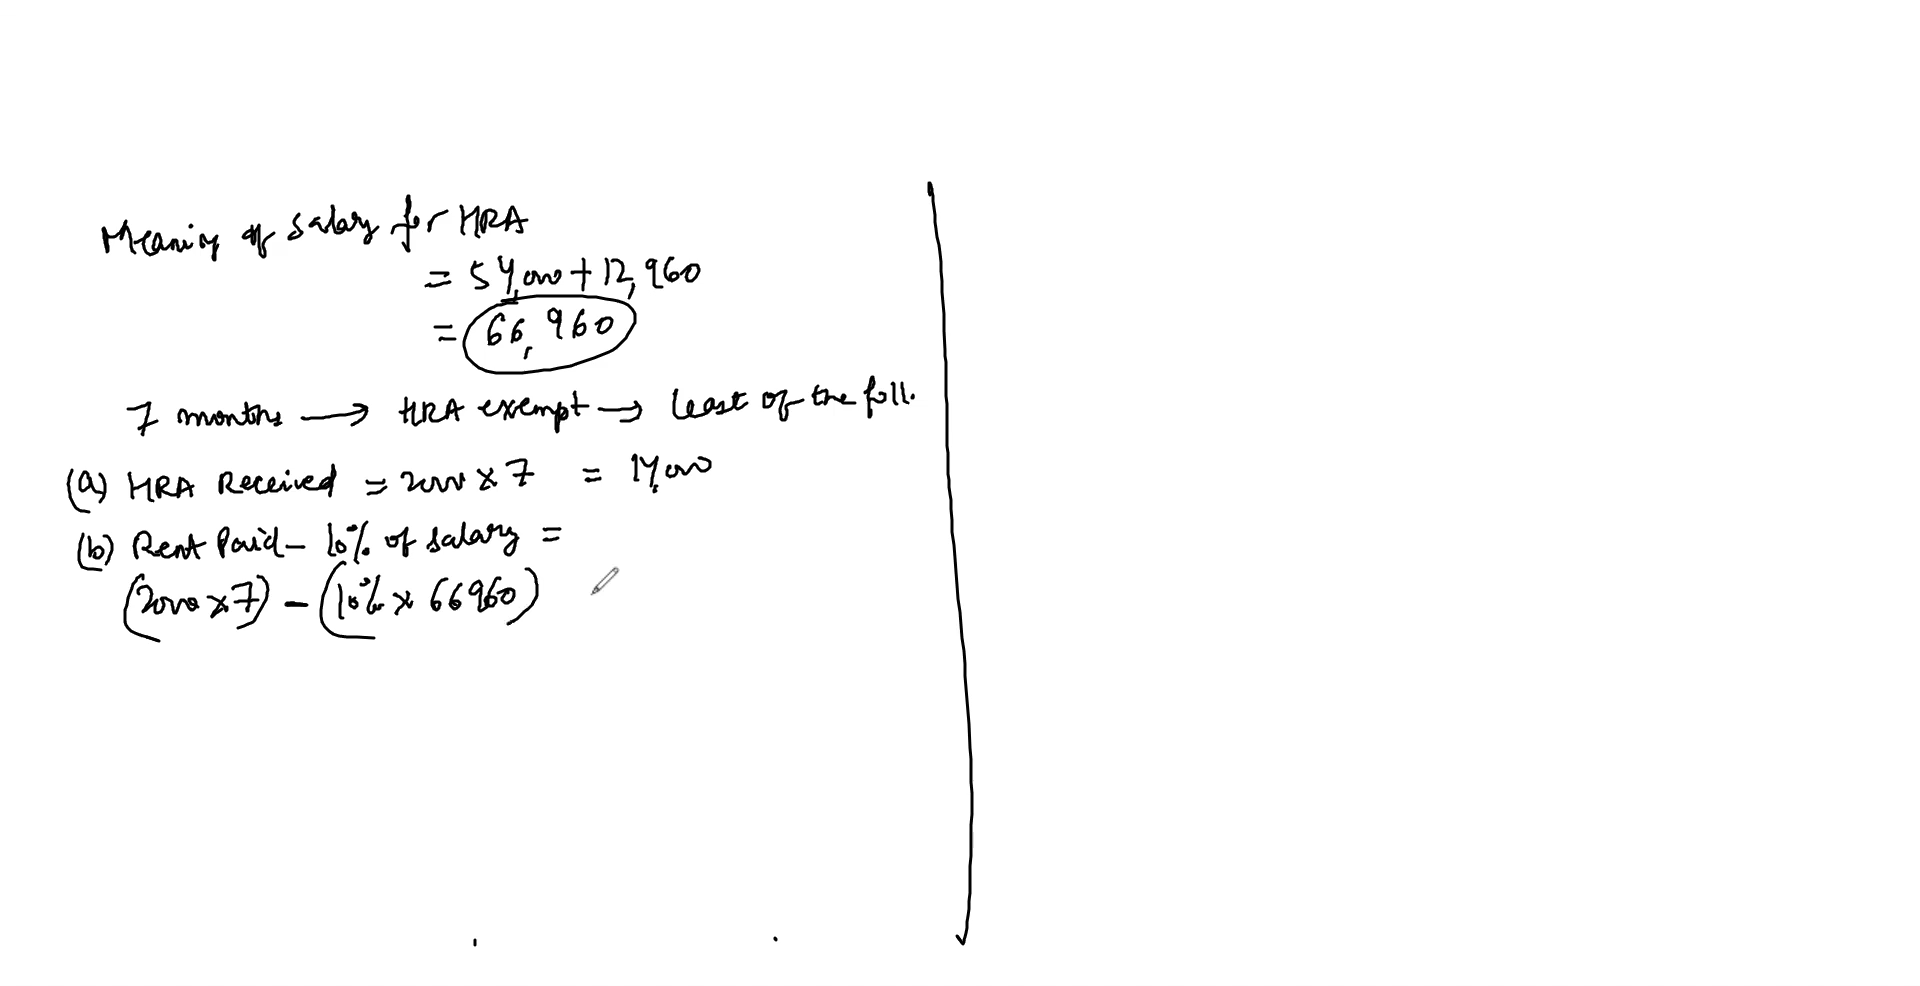 Meaning of salary for HRA
= 54,000 + 12,960
= 66,960
7 months → HRA exempt → least of the foll.
(a) HRA Received = 2000 x 7 = 14,000
(b) Rent Paid - 10% of salary =
(2000 x 7) - (10% x 66960)